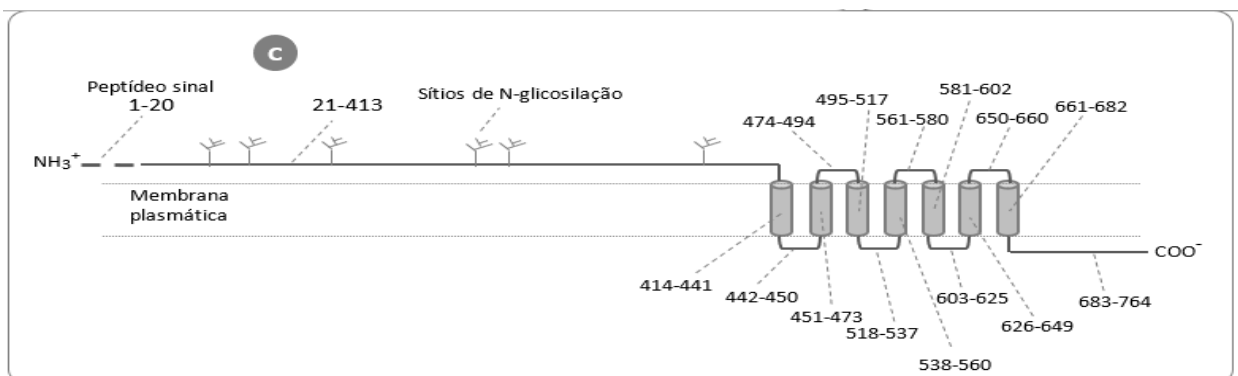 C
Peptídeo sinal
1-20
21-413
Sítios de N-glicosilação
474-494
495-517
561-580
581-602
650-660
661-682
NH₃⁺
Membrana
plasmática
COO⁻
414-441
442-450
451-473
518-537
538-560
603-625
626-649
683-764